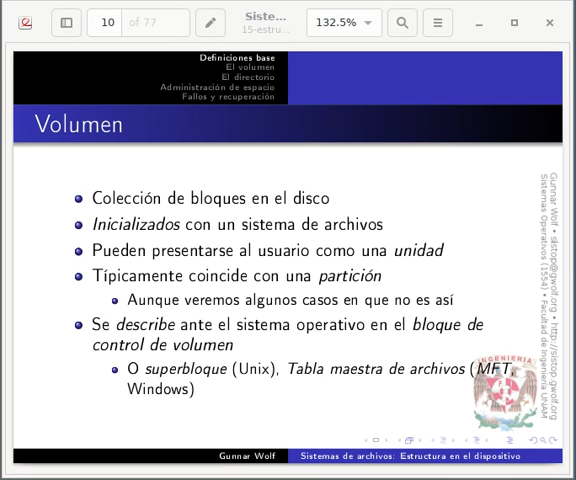 10
of 77
Siste...
15-estru...
132.5%
Definiciones base
El volumen
El directorio
Administración de espacio
Fallos y recuperación
Volumen
Colección de bloques en el disco
Inicializados con un sistema de archivos
Pueden presentarse al usuario como una unidad
Típicamente coincide con una partición
Aunque veremos algunos casos en que no es así
Se describe ante el sistema operativo en el bloque de
control de volumen
O superbloque (Unix), Tabla maestra de archivos (MFT,
Windows)
Gunnar Wolf • sistop@gwolf.org • http://sistop.gwolf.org
Sistemas Operativos (1554) • Facultad de Ingeniería UNAM
INGENIERIA
Gunnar Wolf
Sistemas de archivos: Estructura en el dispositivo